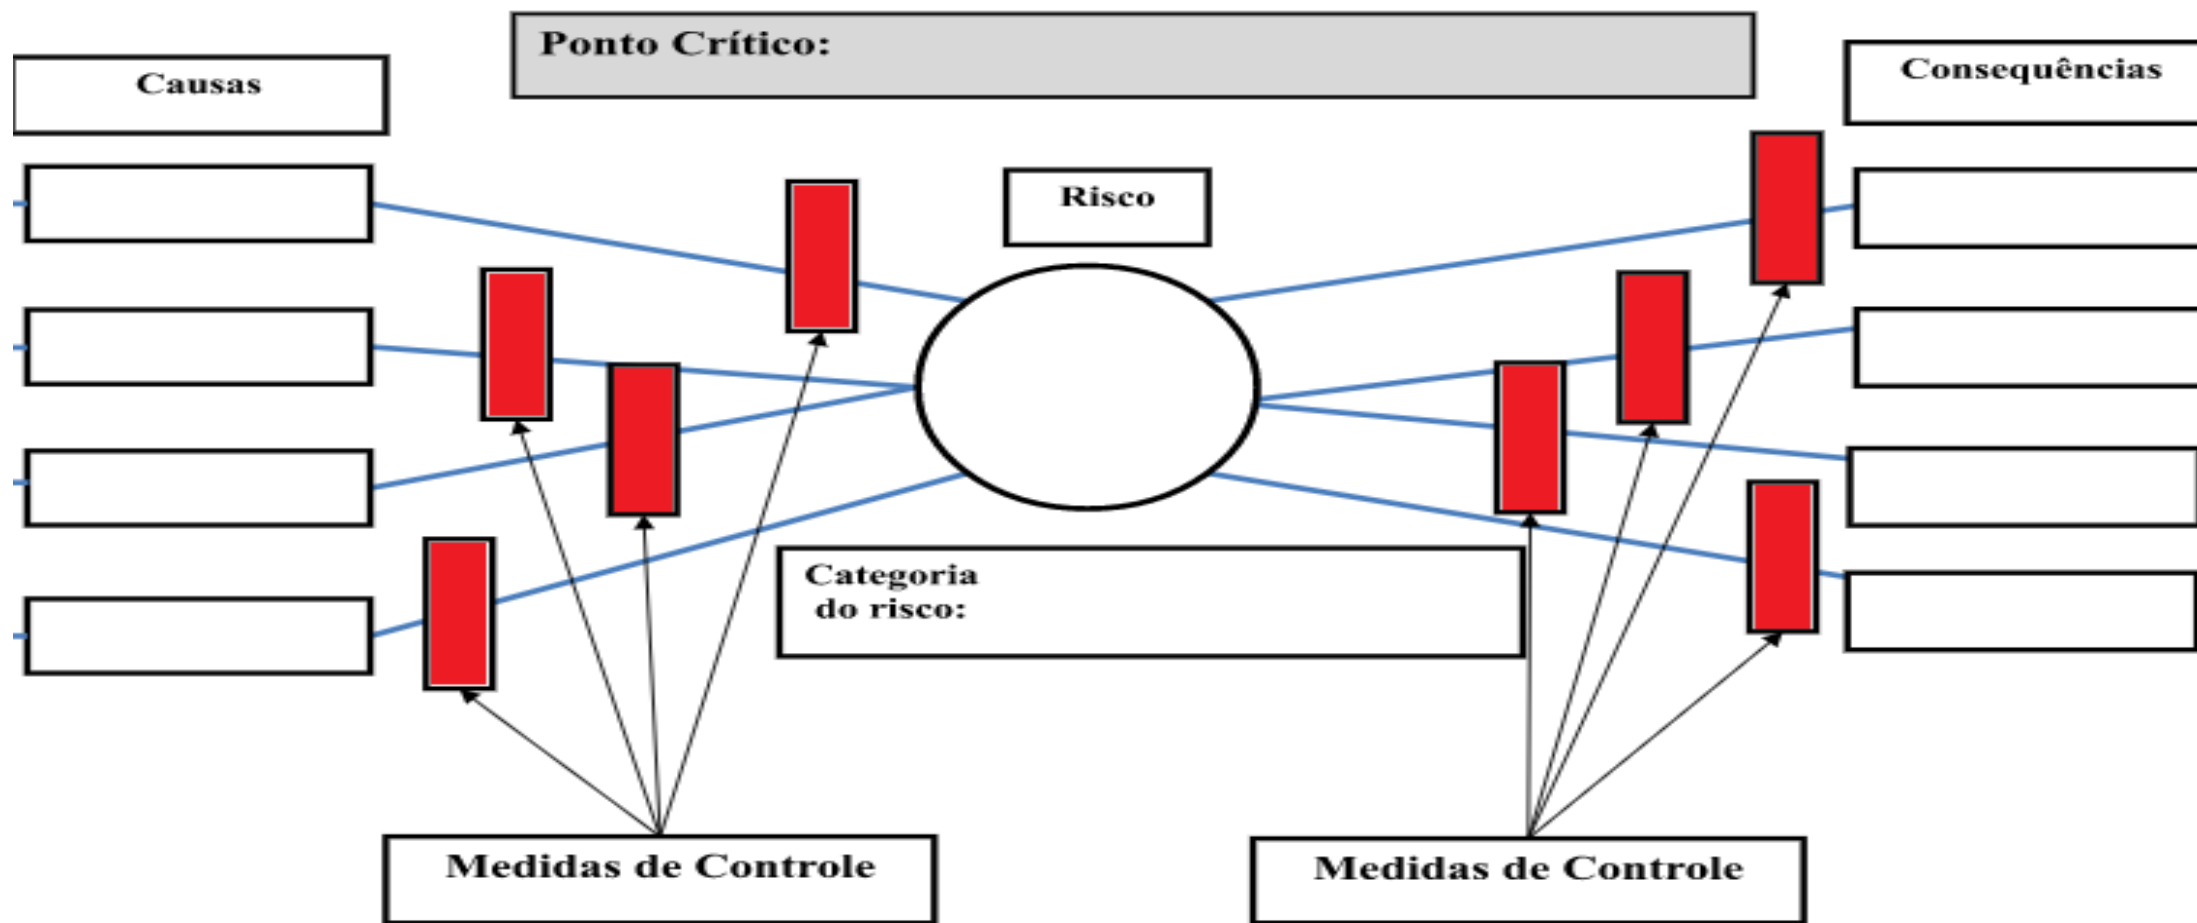 Ponto Crítico:
Causas
Consequências
Risco
Categoria
do risco:
Medidas de Controle
Medidas de Controle